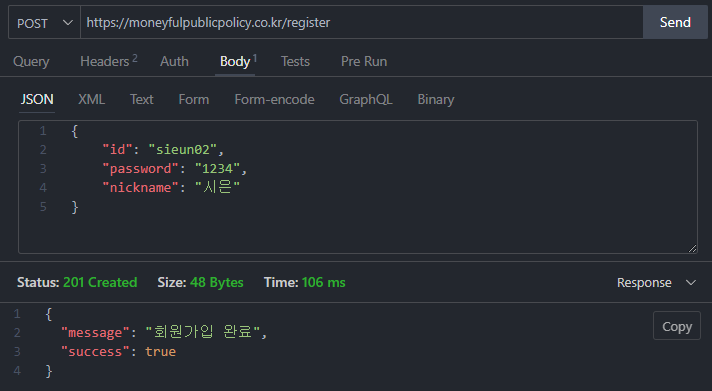 POST https://moneyfulpublicpolicy.co.kr/register Send
Query Headers 2 Auth Body 1 Tests Pre Run
JSON XML Text Form Form-encode GraphQL Binary
1 {
2 "id": "sieun02",
3 "password": "1234",
4 "nickname": "시은"
5 }
Status: 201 Created Size: 48 Bytes Time: 106 ms Response
1 {
2 "message": "회원가입 완료",
3 "success": true
4 }
Copy